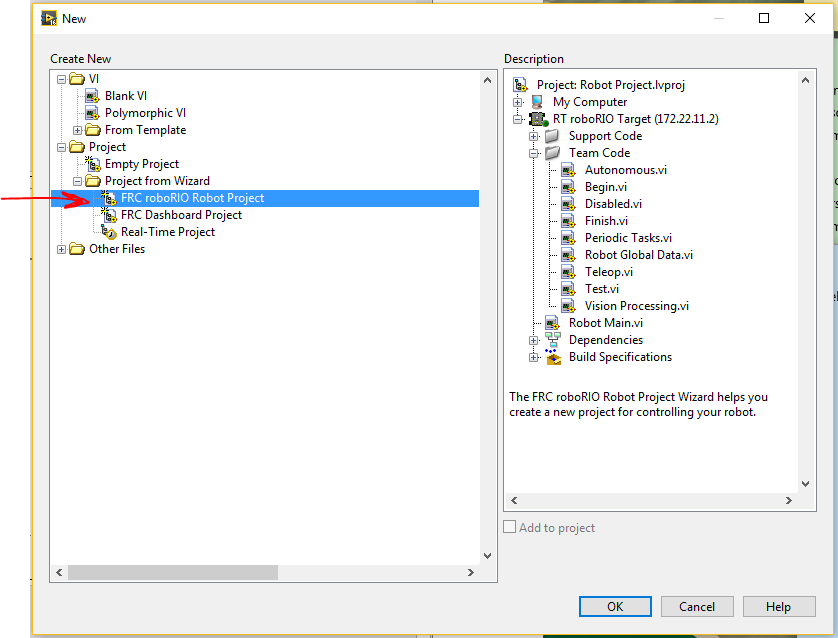 New
Create New
VI
Blank VI
Polymorphic VI
From Template
Project
Empty Project
Project from Wizard
FRC roboRIO Robot Project
FRC Dashboard Project
Real-Time Project
Other Files
Description
Project: Robot Project.lvproj
My Computer
RT roboRIO Target (172.22.11.2)
Support Code
Team Code
Autonomous.vi
Begin.vi
Disabled.vi
Finish.vi
Periodic Tasks.vi
Robot Global Data.vi
Teleop.vi
Test.vi
Vision Processing.vi
Robot Main.vi
Dependencies
Build Specifications
The FRC roboRIO Robot Project Wizard helps you
create a new project for controlling your robot.
Add to project
OK
Cancel
Help